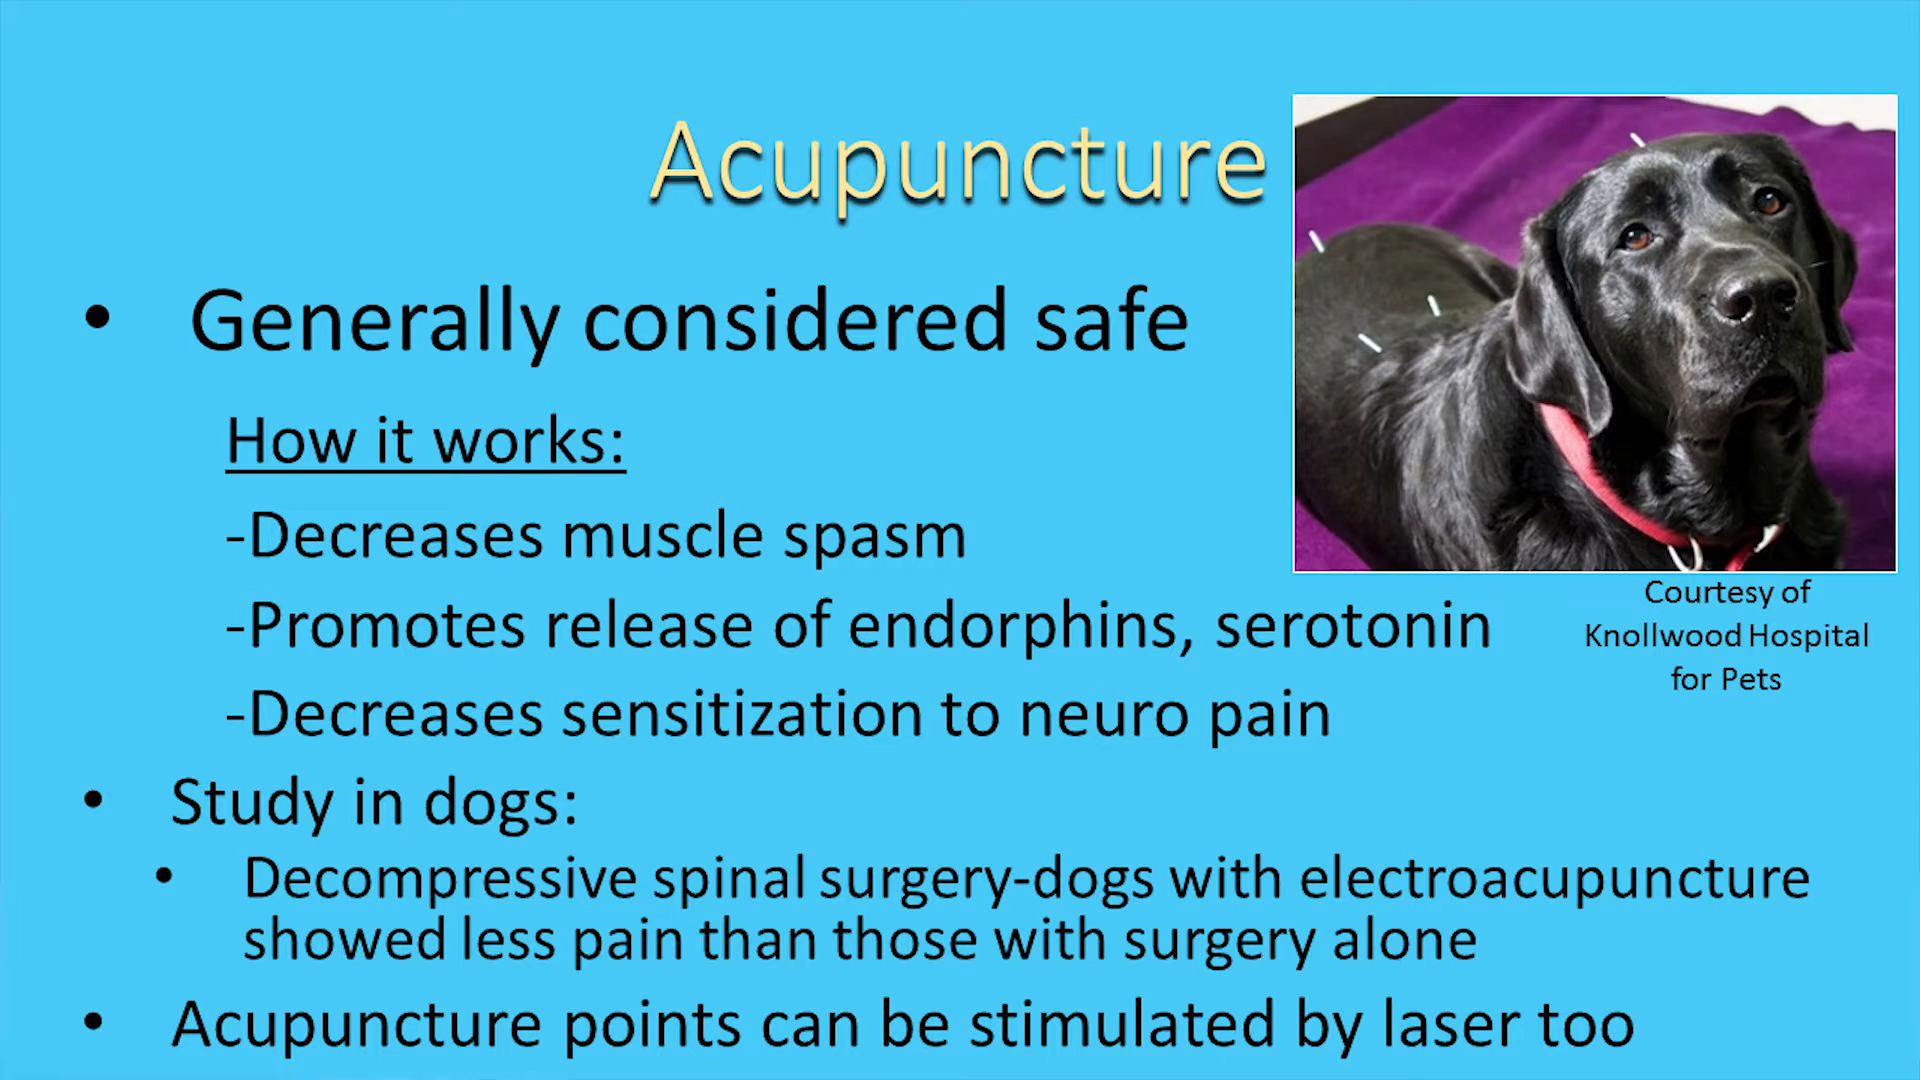 Acupuncture
• Generally considered safe
How it works:
-Decreases muscle spasm
-Promotes release of endorphins, serotonin
-Decreases sensitization to neuro pain
• Study in dogs:
• Decompressive spinal surgery-dogs with electroacupuncture
showed less pain than those with surgery alone
• Acupuncture points can be stimulated by laser too
Courtesy of
Knollwood Hospital
for Pets